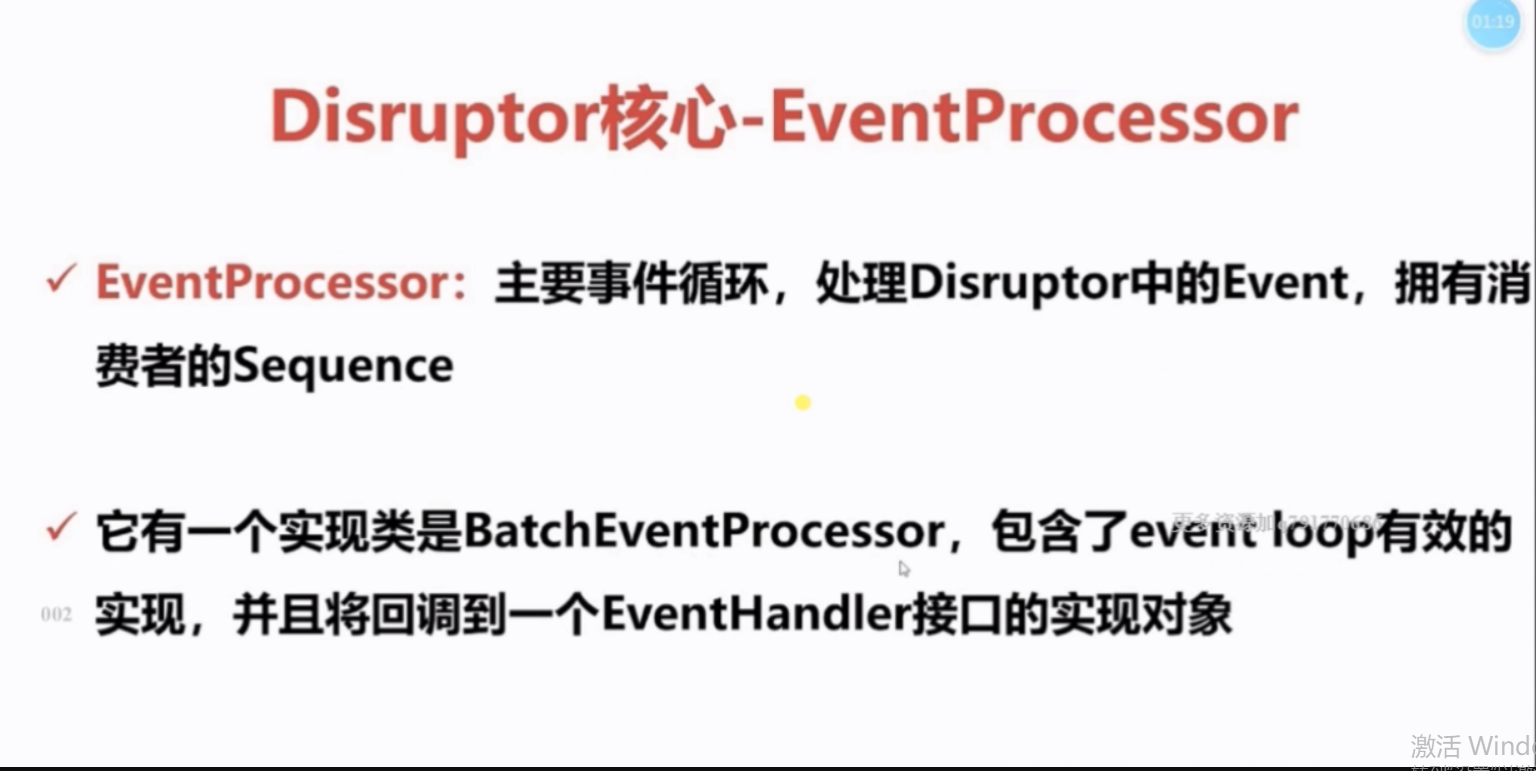 01:19
Disruptor核心-EventProcessor
✓ EventProcessor：主要事件循环，处理Disruptor中的Event，拥有消
费者的Sequence
✓ 它有一个实现类是BatchEventProcessor，包含了event loop有效的
更多资源加
002
实现，并且将回调到一个EventHandler接口的实现对象
激活 Wind